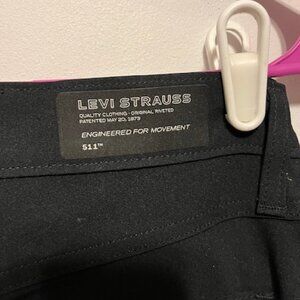 LEVI STRAUSS
QUALITY CLOTHING - ORIGINAL RIVETED
PATENTED MAY 20, 1873
ENGINEERED FOR MOVEMENT
511™